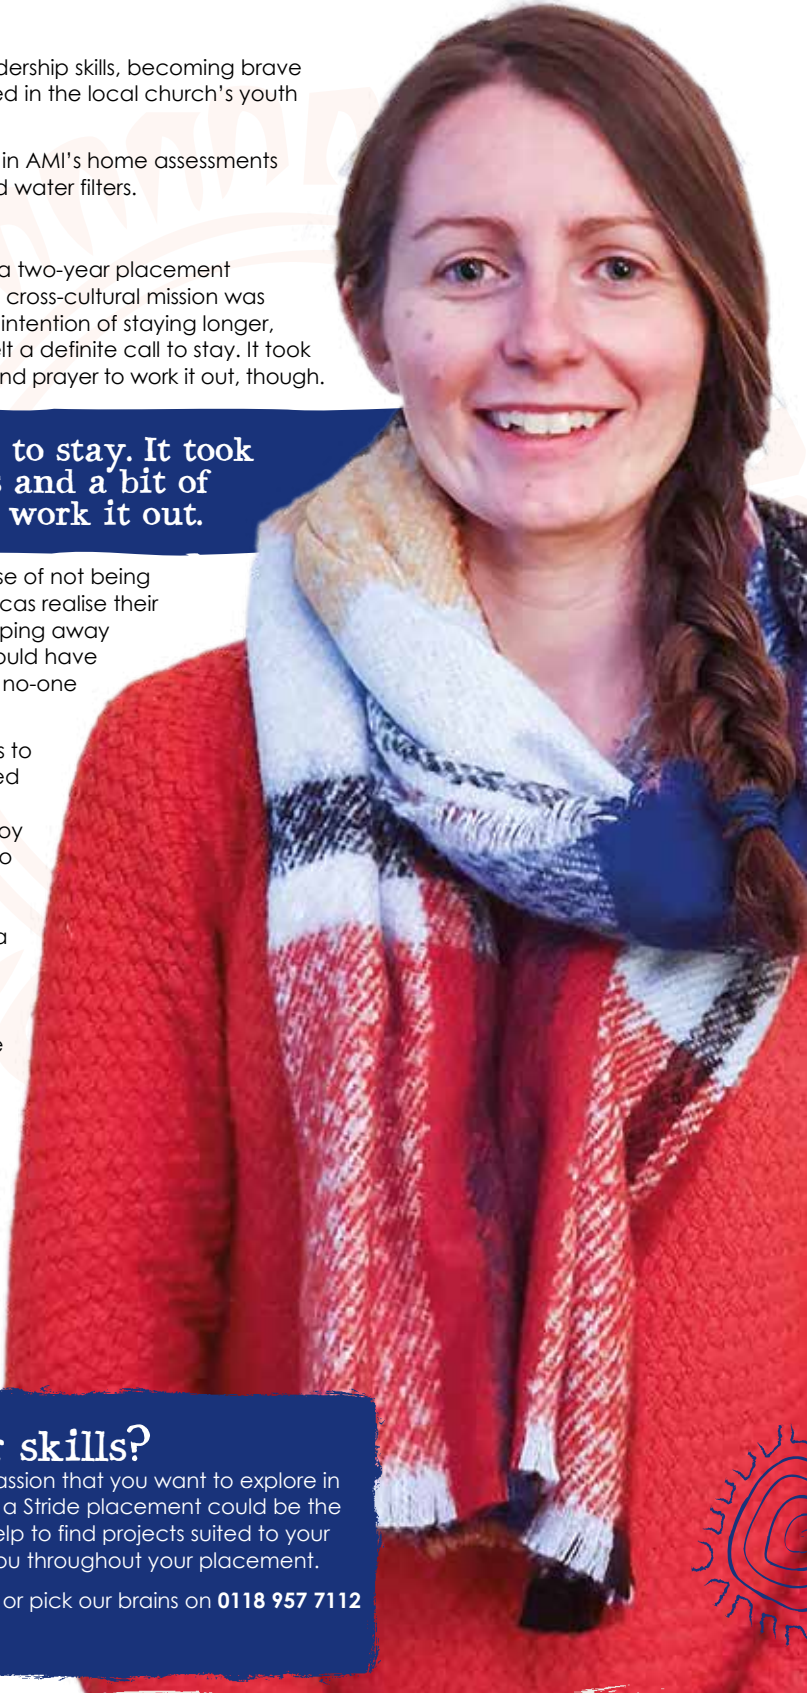 dership skills, becoming brave
ed in the local church's youth
in AMI's home assessments
d water filters.
a two-year placement
cross-cultural mission was
intention of staying longer,
elt a definite call to stay. It took
nd prayer to work it out, though.
to stay. It took
s and a bit of
work it out.
se of not being
cas realise their
ping away
ould have
no-one
s to
ed
oy
o
a
e
r skills?
assion that you want to explore in
a Stride placement could be the
elp to find projects suited to your
ou throughout your placement.
or pick our brains on 0118 957 7112